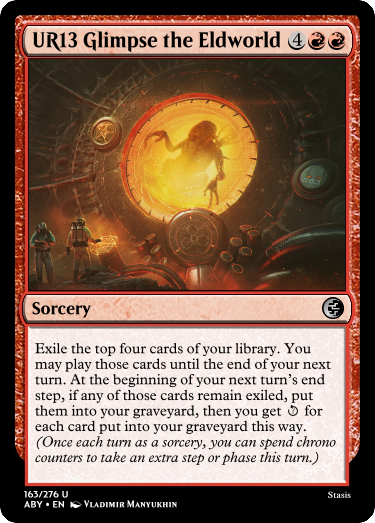 UR13 Glimpse the Eldworld 4
Sorcery
Exile the top four cards of your library. You
may play those cards until the end of your next
turn. At the beginning of your next turn's end
step, if any of those cards remain exiled, put
them into your graveyard, then you get for
each card put into your graveyard this way.
(Once each turn as a sorcery, you can spend chrono
counters to take an extra step or phase this turn.)
163/276 U
Stasis
ABY • EN Vladimir Manyukhin